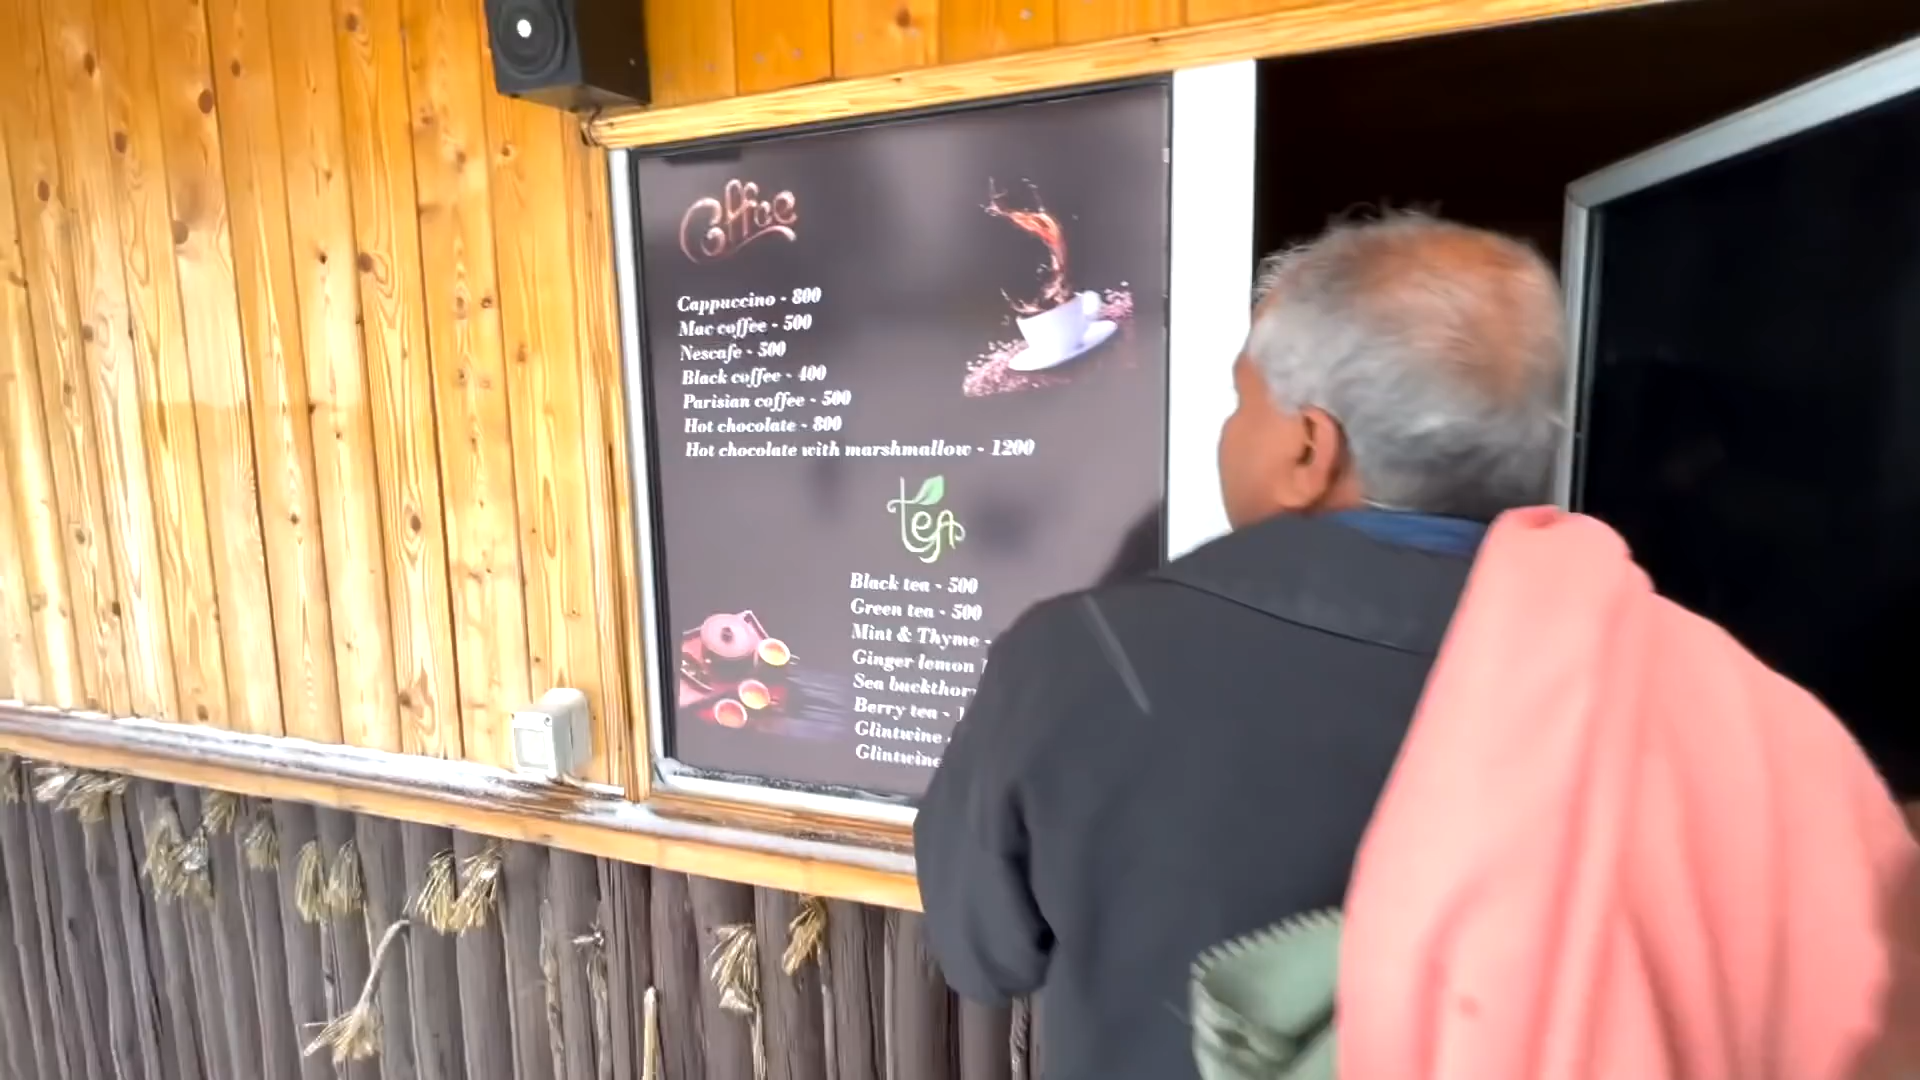 Coffee
Cappuccino - 800
Mac coffee - 500
Nescafe - 500
Black coffee - 400
Parisian coffee - 500
Hot chocolate - 800
Hot chocolate with marshmallow - 1200
tea
Black tea - 500
Green tea - 500
Mint & Thyme -
Ginger lemon
Sea
Berry tea -
Glintwine
Glintwine